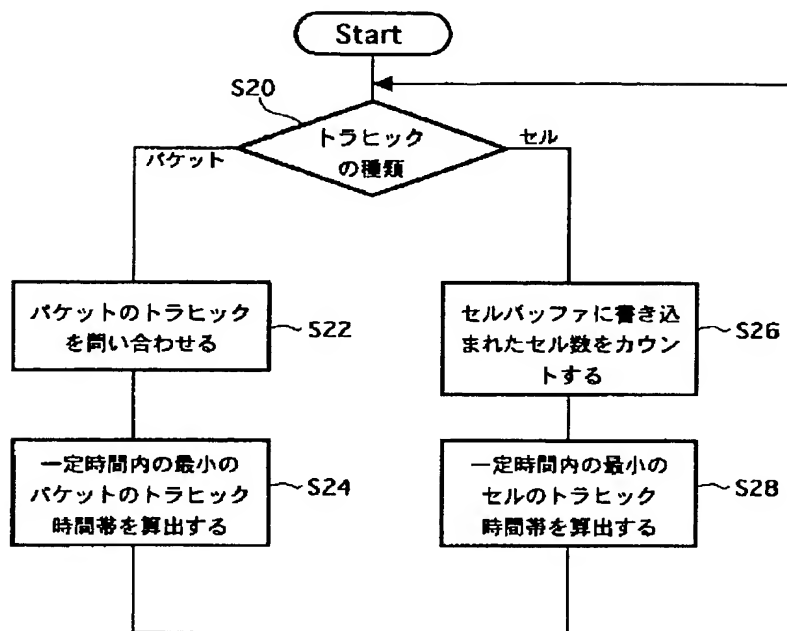 Start
S20
トラヒック
の種類
パケット
セル
パケットのトラヒック
を問い合わせる
S22
セルバッファに書き込
まれたセル数をカウン
トする
S26
一定時間内の最小の
パケットのトラヒック
時間帯を算出する
S24
一定時間内の最小の
セルのトラヒック
時間帯を算出する
S28